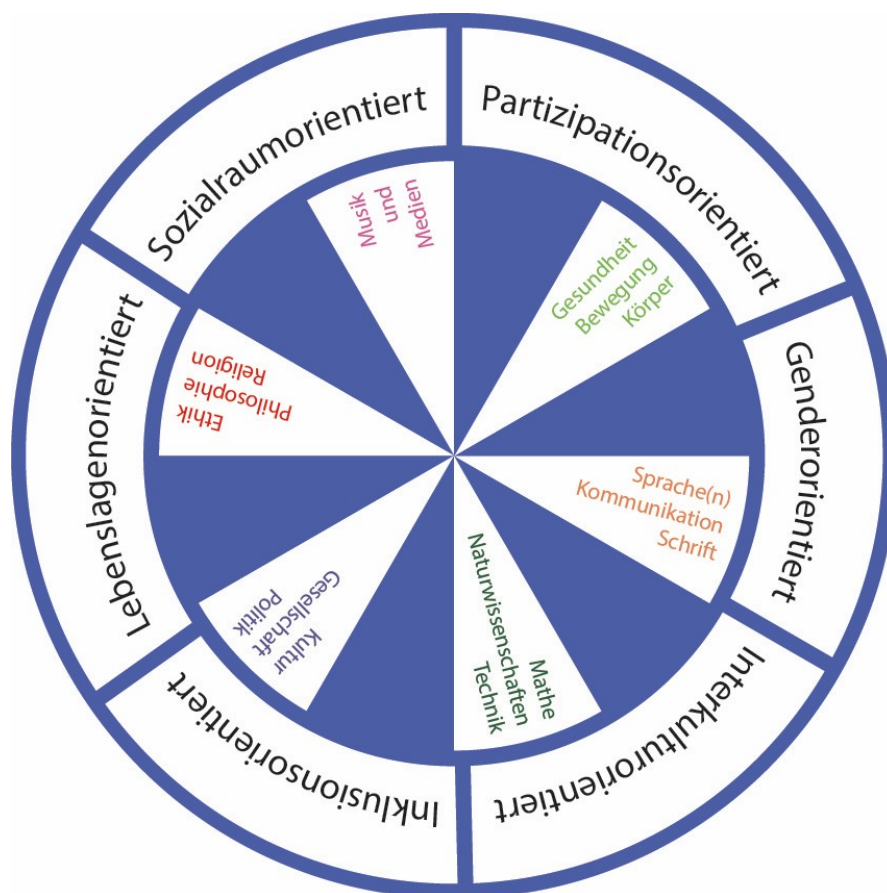 Sozialraumorientiert
Partizipationsorientiert
Genderorientiert
Interkulturorientiert
Inklusionsorientiert
Lebenslagenorientiert
Musik
und
Medien
Gesundheit
Bewegung
Körper
Sprache(n)
Kommunikation
Schrift
Mathe
Naturwissenschaften
Technik
Kultur
Gesellschaft
Politik
Ethik
Philosophie
Religion